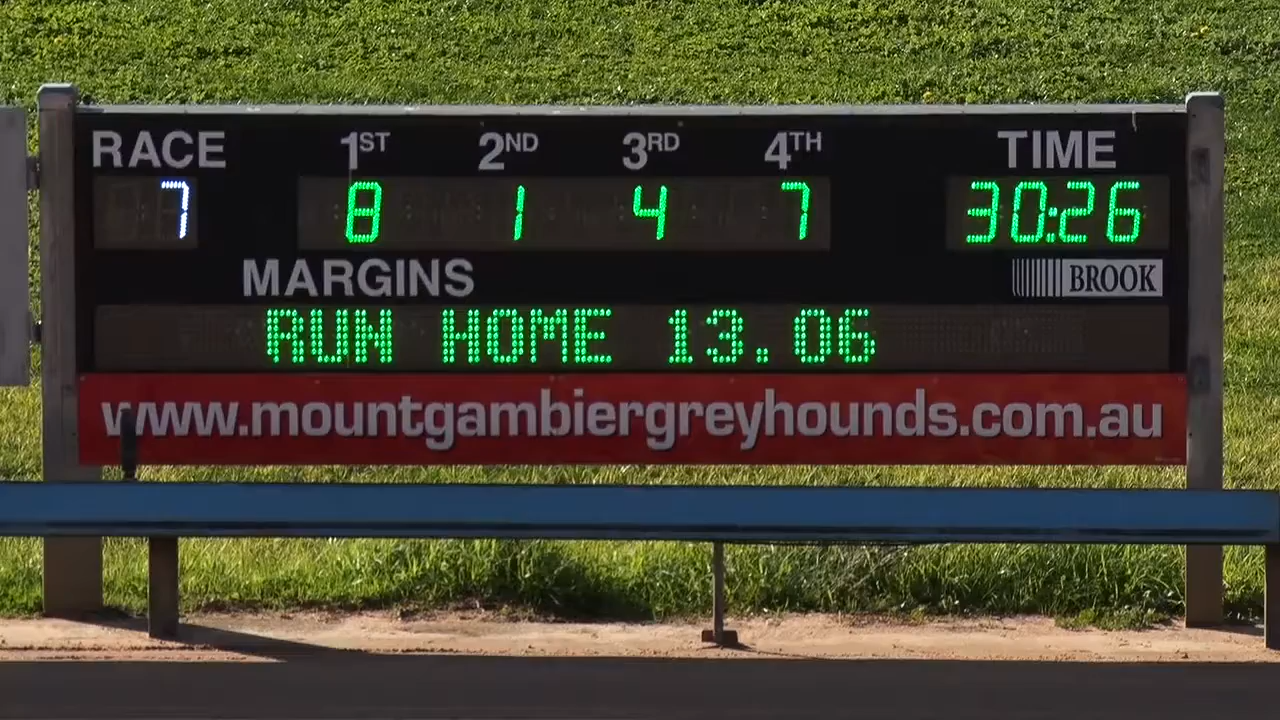 RACE 1ST 2ND 3RD 4TH TIME
7 8 1 4 7 30:26
MARGINS BROOK
RUN HOME 13.06
www.mountgambiergreyhounds.com.au